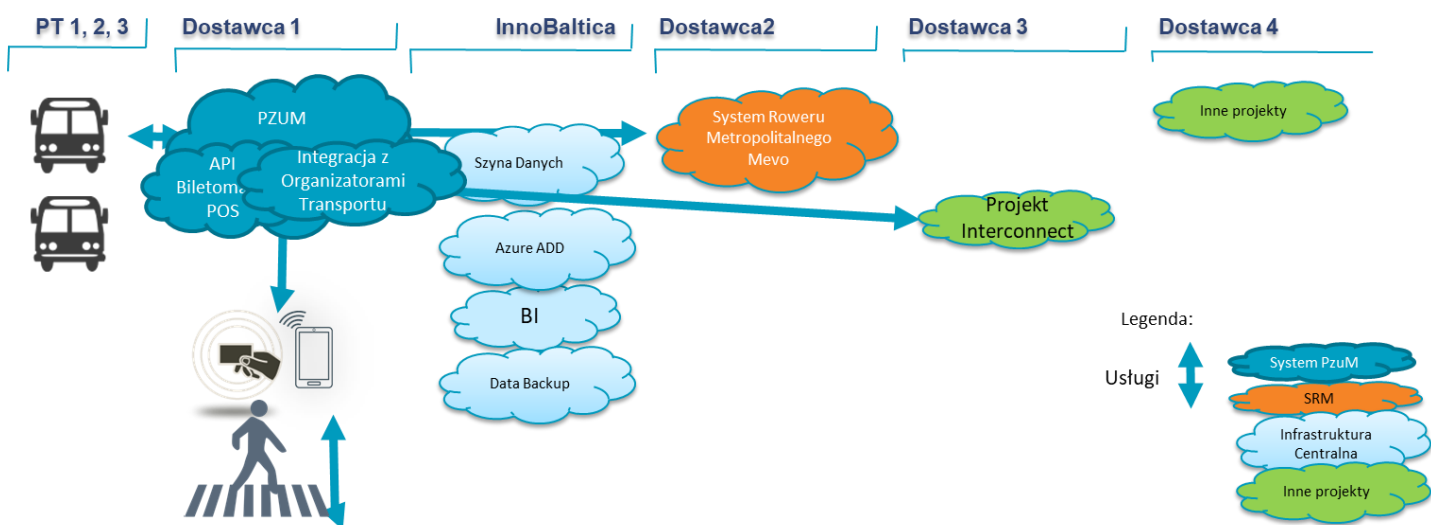 PT 1, 2, 3
Dostawca 1
InnoBaltica
Dostawca2
Dostawca 3
Dostawca 4
PZUM
API
POS
Integracja z
Organizatorami
Transportu
Szyna Danych
Azure ADD
BI
Data Backup
System Roweru
Metropolitalnego
Mevo
Projekt
Interconnect
Inne projekty
Legenda:
Usługi
System PzuM
SRM
Infrastruktura
Centralna
Inne projekty